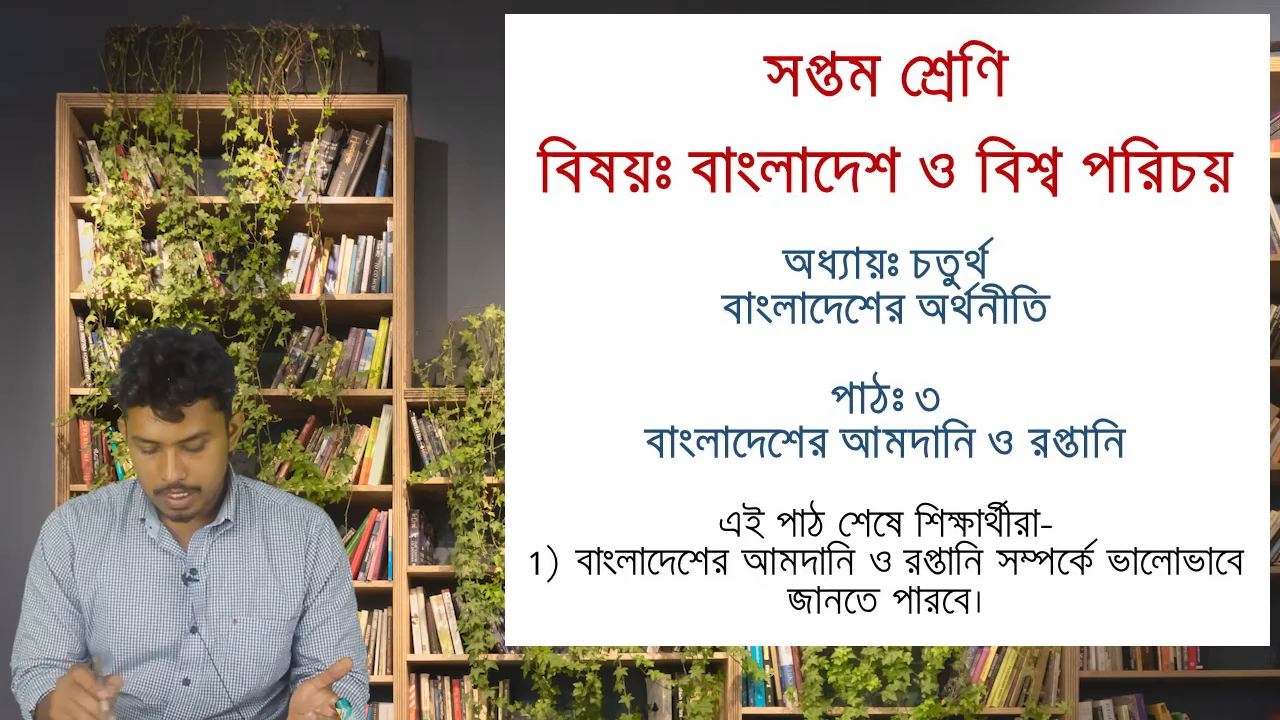 সপ্তম শ্রেণি
বিষয়ঃ বাংলাদেশ ও বিশ্ব পরিচয়
অধ্যায়ঃ চতুর্থ
বাংলাদেশের অর্থনীতি
পাঠঃ ৩
বাংলাদেশের আমদানি ও রপ্তানি
এই পাঠ শেষে শিক্ষার্থীরা-
1) বাংলাদেশের আমদানি ও রপ্তানি সম্পর্কে ভালোভাবে
জানতে পারবে।